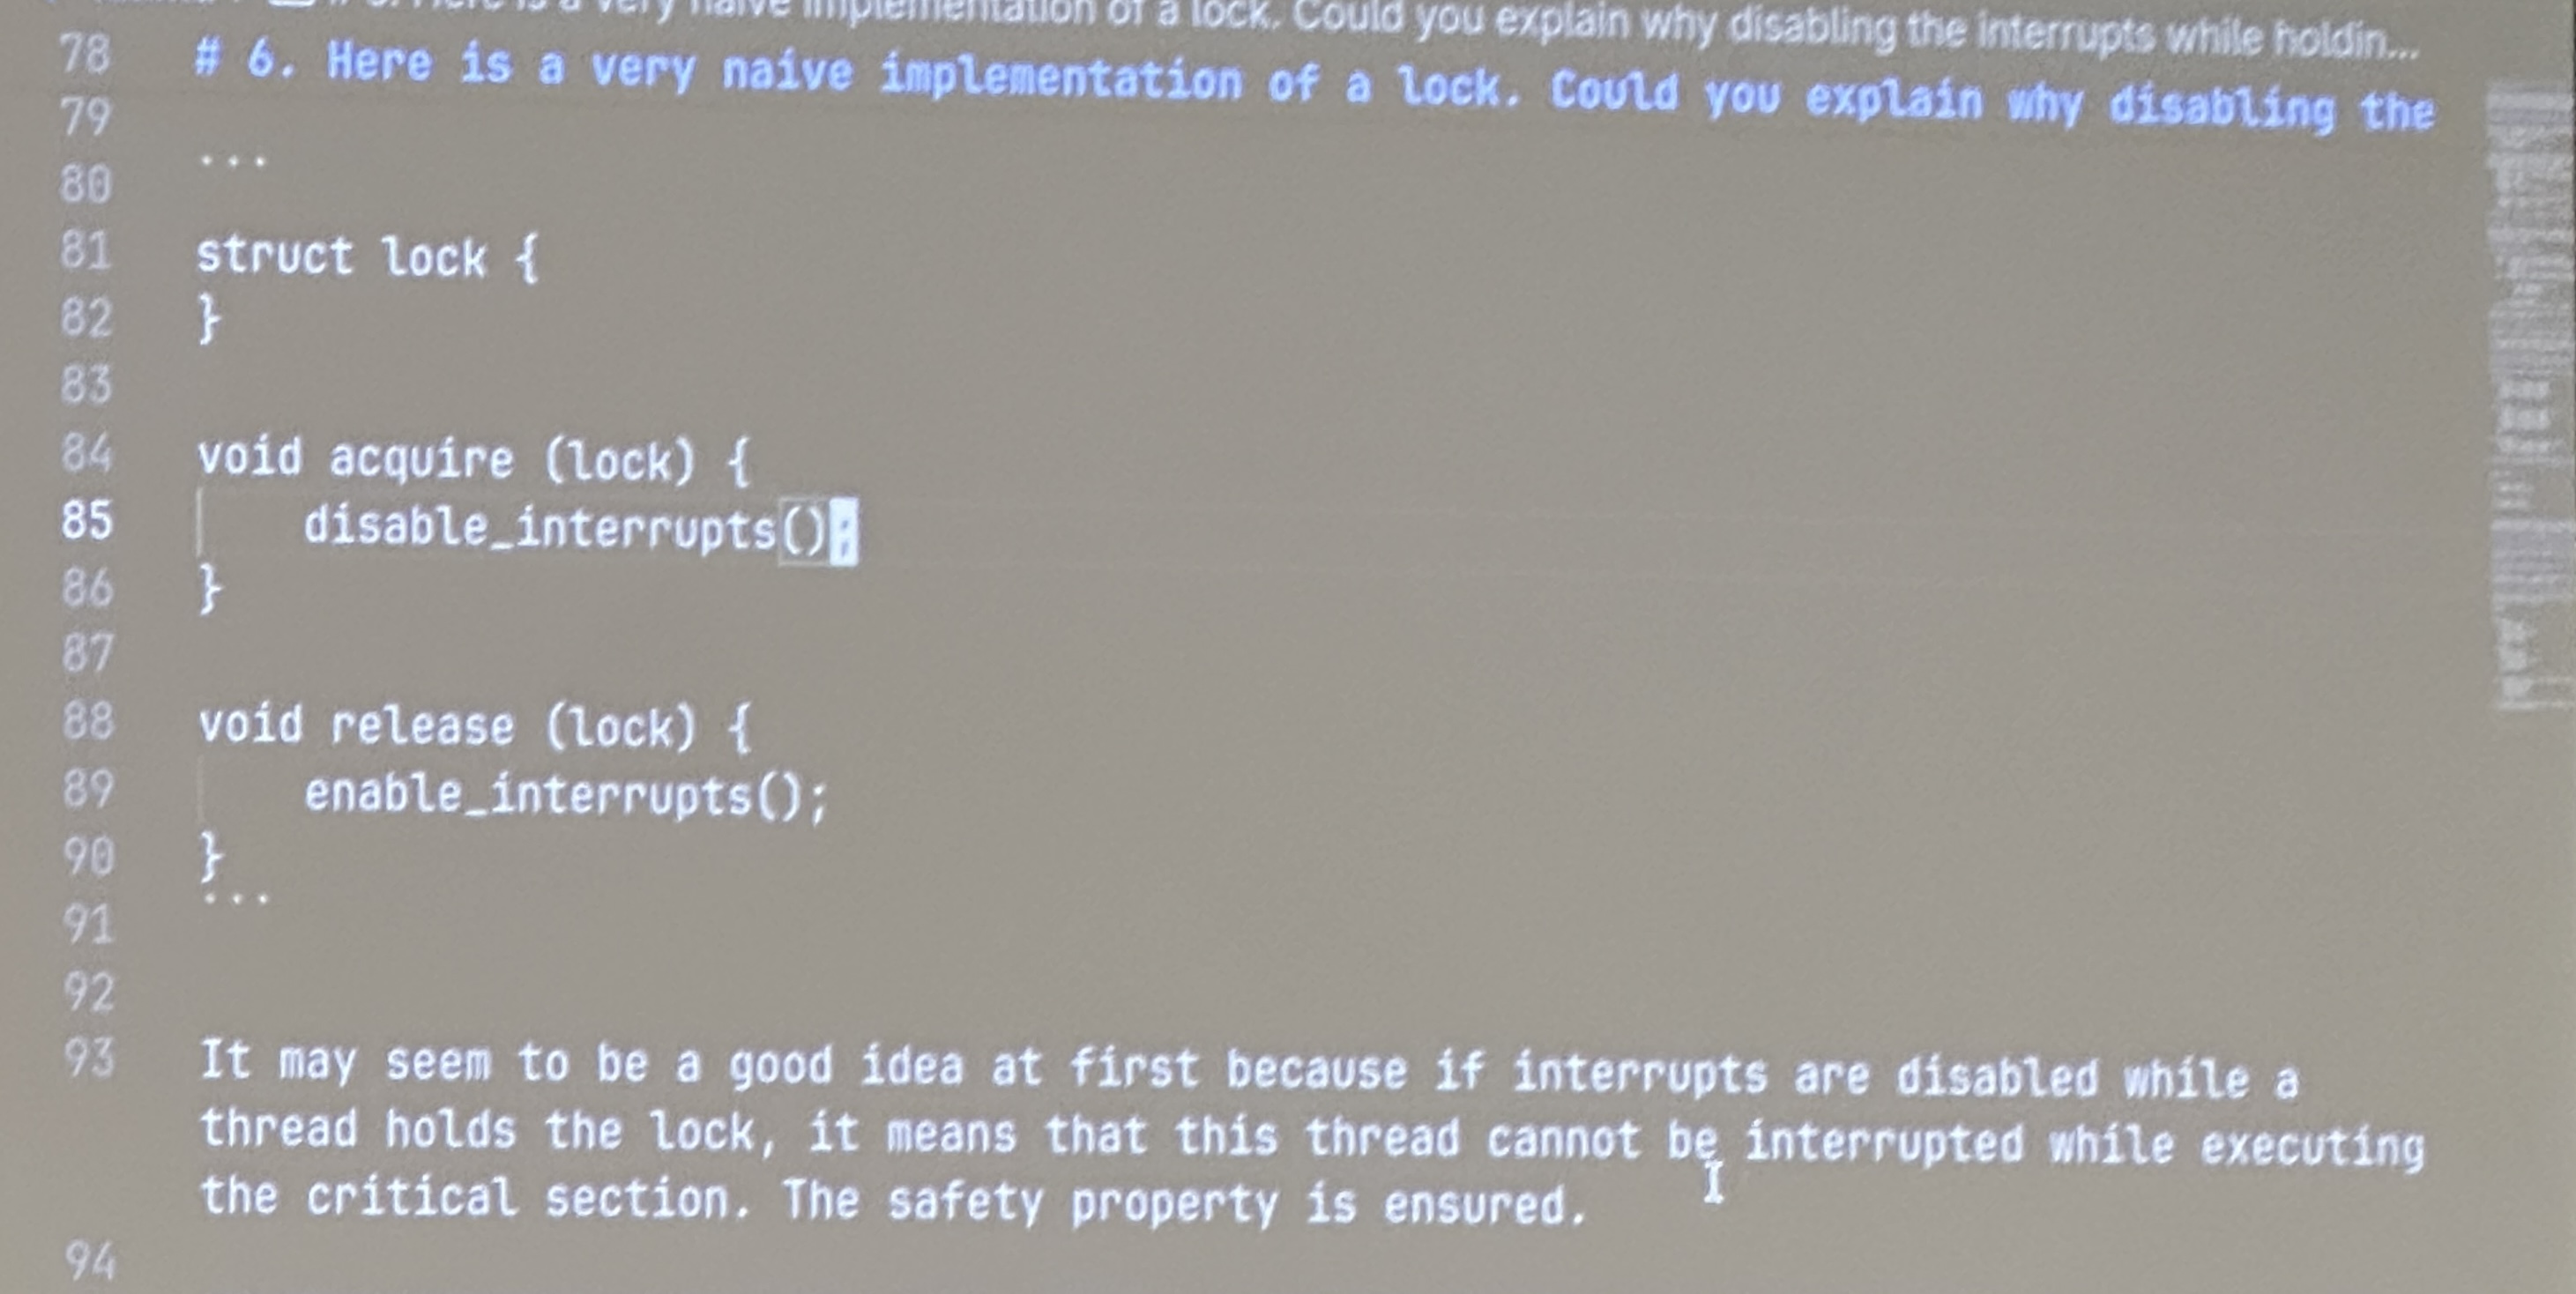 is a very naive implementation of a lock. Could you explain why disabling the interrupts while holdin...
78 # 6. Here is a very naive implementation of a lock. Could you explain why disabling the
79
80 ...
81 struct lock {
82 }
83
84 void acquire (lock) {
85 disable_interrupts();
86 }
87
88 void release (lock) {
89 enable_interrupts();
90 }
91 ...
92
93 It may seem to be a good idea at first because if interrupts are disabled while a
thread holds the lock, it means that this thread cannot be interrupted while executing
the critical section. The safety property is ensured.
94